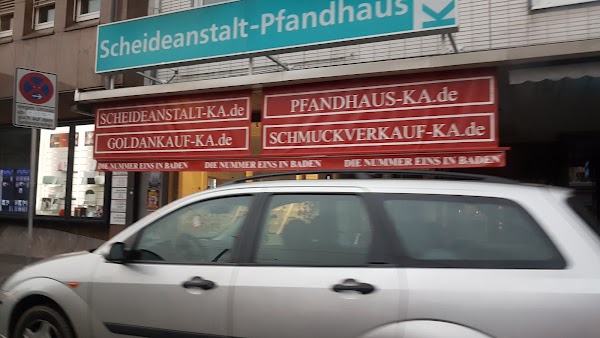 Scheideanstalt-Pfandhaus K
SCHEIDEANSTALT-KA.de
GOLDANKAUF-KA.de
PFANDHAUS-KA.de
SCHMUCKVERKAUF-KA.de
DIE NUMMER EINS IN BADEN DIE NUMMER EINS IN BADEN DIE NUMMER EINS IN BADEN